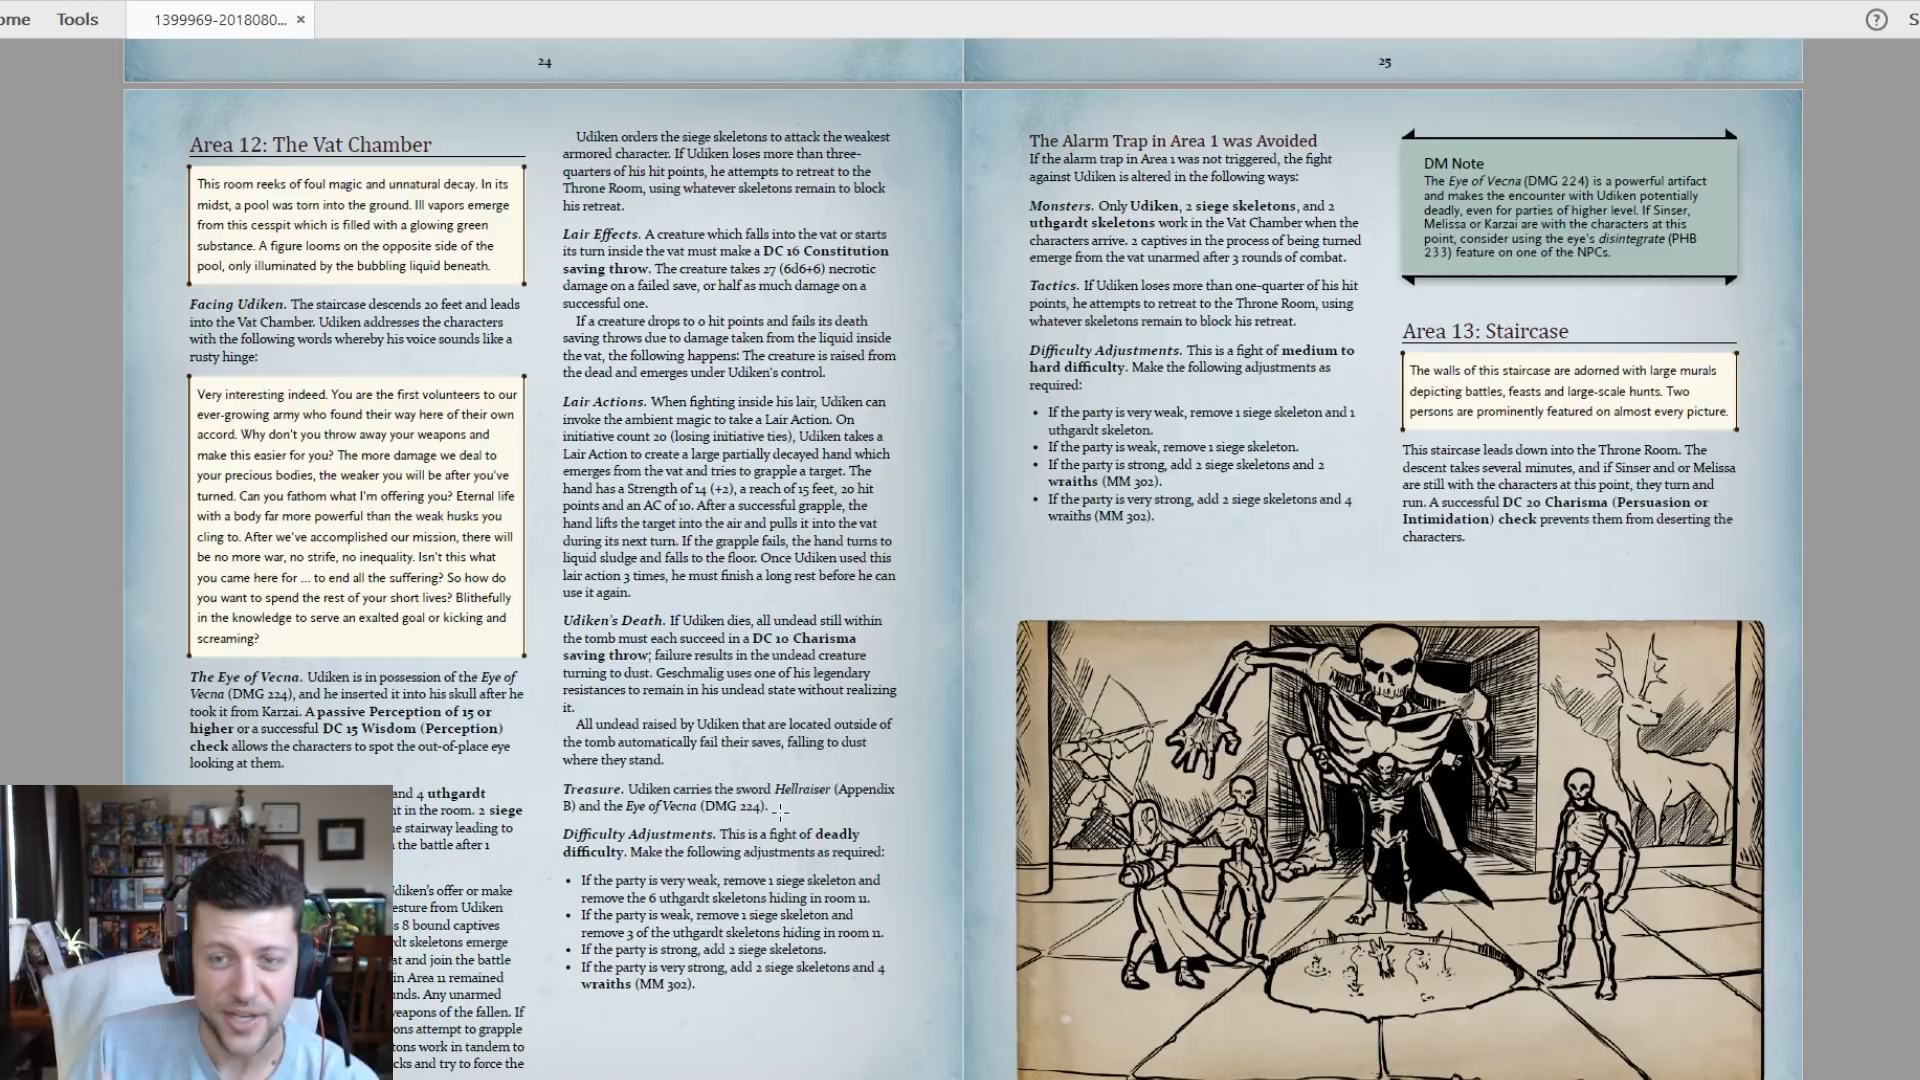 ome
Tools
1399969-2018080... ×
?
S
24
25
Area 12: The Vat Chamber
This room reeks of foul magic and unnatural decay. In its
midst, a pool was torn into the ground. Ill vapors emerge
from this cesspit which is filled with a glowing green
substance. A figure looms on the opposite side of the
pool, only illuminated by the bubbling liquid beneath.
Facing Udiken. The staircase descends 20 feet and leads
into the Vat Chamber. Udiken addresses the characters
with the following words whereby his voice sounds like a
rusty hinge:
Very interesting indeed. You are the first volunteers to our
ever-growing army who found their way here of their own
accord. Why don't you throw away your weapons and
make this easier for you? The more damage we deal to
your precious bodies, the weaker you will be after you've
turned. Can you fathom what I'm offering you? Eternal life
with a body far more powerful than the weak husks you
cling to. After we've accomplished our mission, there will
be no more war, no strife, no inequality. Isn't this what
you came here for ... to end all the suffering? So how do
you want to spend the rest of your short lives? Blithefully
in the knowledge to serve an exalted goal or kicking and
screaming?
The Eye of Vecna. Udiken is in possession of the Eye of
Vecna (DMG 224), and he inserted it into his skull after he
took it from Karzai. A passive Perception of 15 or
higher or a successful DC 15 Wisdom (Perception)
check allows the characters to spot the out-of-place eye
looking at them.
and 4 uthgardt
nt in the room. 2 siege
e stairway leading to
the battle after 1
diken's offer or make
esture from Udiken
s 8 bound captives
dt skeletons emerge
at and join the battle
in Area 11 remained
nds. Any unarmed
weapons of the fallen. If
ons attempt to grapple
tons work in tandem to
cks and try to force the
Udiken orders the siege skeletons to attack the weakest
armored character. If Udiken loses more than three-
quarters of his hit points, he attempts to retreat to the
Throne Room, using whatever skeletons remain to block
his retreat.
Lair Effects. A creature which falls into the vat or starts
its turn inside the vat must make a DC 16 Constitution
saving throw. The creature takes 27 (6d6+6) necrotic
damage on a failed save, or half as much damage on a
successful one.
If a creature drops to 0 hit points and fails its death
saving throws due to damage taken from the liquid inside
the vat, the following happens: The creature is raised from
the dead and emerges under Udiken's control.
Lair Actions. When fighting inside his lair, Udiken can
invoke the ambient magic to take a Lair Action. On
initiative count 20 (losing initiative ties), Udiken takes a
Lair Action to create a large partially decayed hand which
emerges from the vat and tries to grapple a target. The
hand has a Strength of 14 (+2), a reach of 15 feet, 20 hit
points and an AC of 10. After a successful grapple, the
hand lifts the target into the air and pulls it into the vat
during its next turn. If the grapple fails, the hand turns to
liquid sludge and falls to the floor. Once Udiken used this
lair action 3 times, he must finish a long rest before he can
use it again.
Udiken's Death. If Udiken dies, all undead still within
the tomb must each succeed in a DC 10 Charisma
saving throw; failure results in the undead creature
turning to dust. Geschmalig uses one of his legendary
resistances to remain in his undead state without realizing
it.
All undead raised by Udiken that are located outside of
the tomb automatically fail their saves, falling to dust
where they stand.
Treasure. Udiken carries the sword Hellraiser (Appendix
B) and the Eye of Vecna (DMG 224).
Difficulty Adjustments. This is a fight of deadly
difficulty. Make the following adjustments as required:
• If the party is very weak, remove 1 siege skeleton and
remove the 6 uthgardt skeletons hiding in room 11.
• If the party is weak, remove 1 siege skeleton and
remove 3 of the uthgardt skeletons hiding in room 11.
• If the party is strong, add 2 siege skeletons.
• If the party is very strong, add 2 siege skeletons and 4
wraiths (MM 302).
The Alarm Trap in Area 1 was Avoided
If the alarm trap in Area 1 was not triggered, the fight
against Udiken is altered in the following ways:
Monsters. Only Udiken, 2 siege skeletons, and 2
uthgardt skeletons work in the Vat Chamber when the
characters arrive. 2 captives in the process of being turned
emerge from the vat unarmed after 3 rounds of combat.
Tactics. If Udiken loses more than one-quarter of his hit
points, he attempts to retreat to the Throne Room, using
whatever skeletons remain to block his retreat.
Difficulty Adjustments. This is a fight of medium to
hard difficulty. Make the following adjustments as
required:
• If the party is very weak, remove 1 siege skeleton and 1
uthgardt skeleton.
• If the party is weak, remove 1 siege skeleton.
• If the party is strong, add 2 siege skeletons and 2
wraiths (MM 302).
• If the party is very strong, add 2 siege skeletons and 4
wraiths (MM 302).
DM Note
The Eye of Vecna (DMG 224) is a powerful artifact
and makes the encounter with Udiken potentially
deadly, even for parties of higher level. If Sinser,
Melissa or Karzai are with the characters at this
point, consider using the eye's disintegrate (PHB
233) feature on one of the NPCs.
Area 13: Staircase
The walls of this staircase are adorned with large murals
depicting battles, feasts and large-scale hunts. Two
persons are prominently featured on almost every picture.
This staircase leads down into the Throne Room. The
descent takes several minutes, and if Sinser and or Melissa
are still with the characters at this point, they turn and
run. A successful DC 20 Charisma (Persuasion or
Intimidation) check prevents them from deserting the
characters.